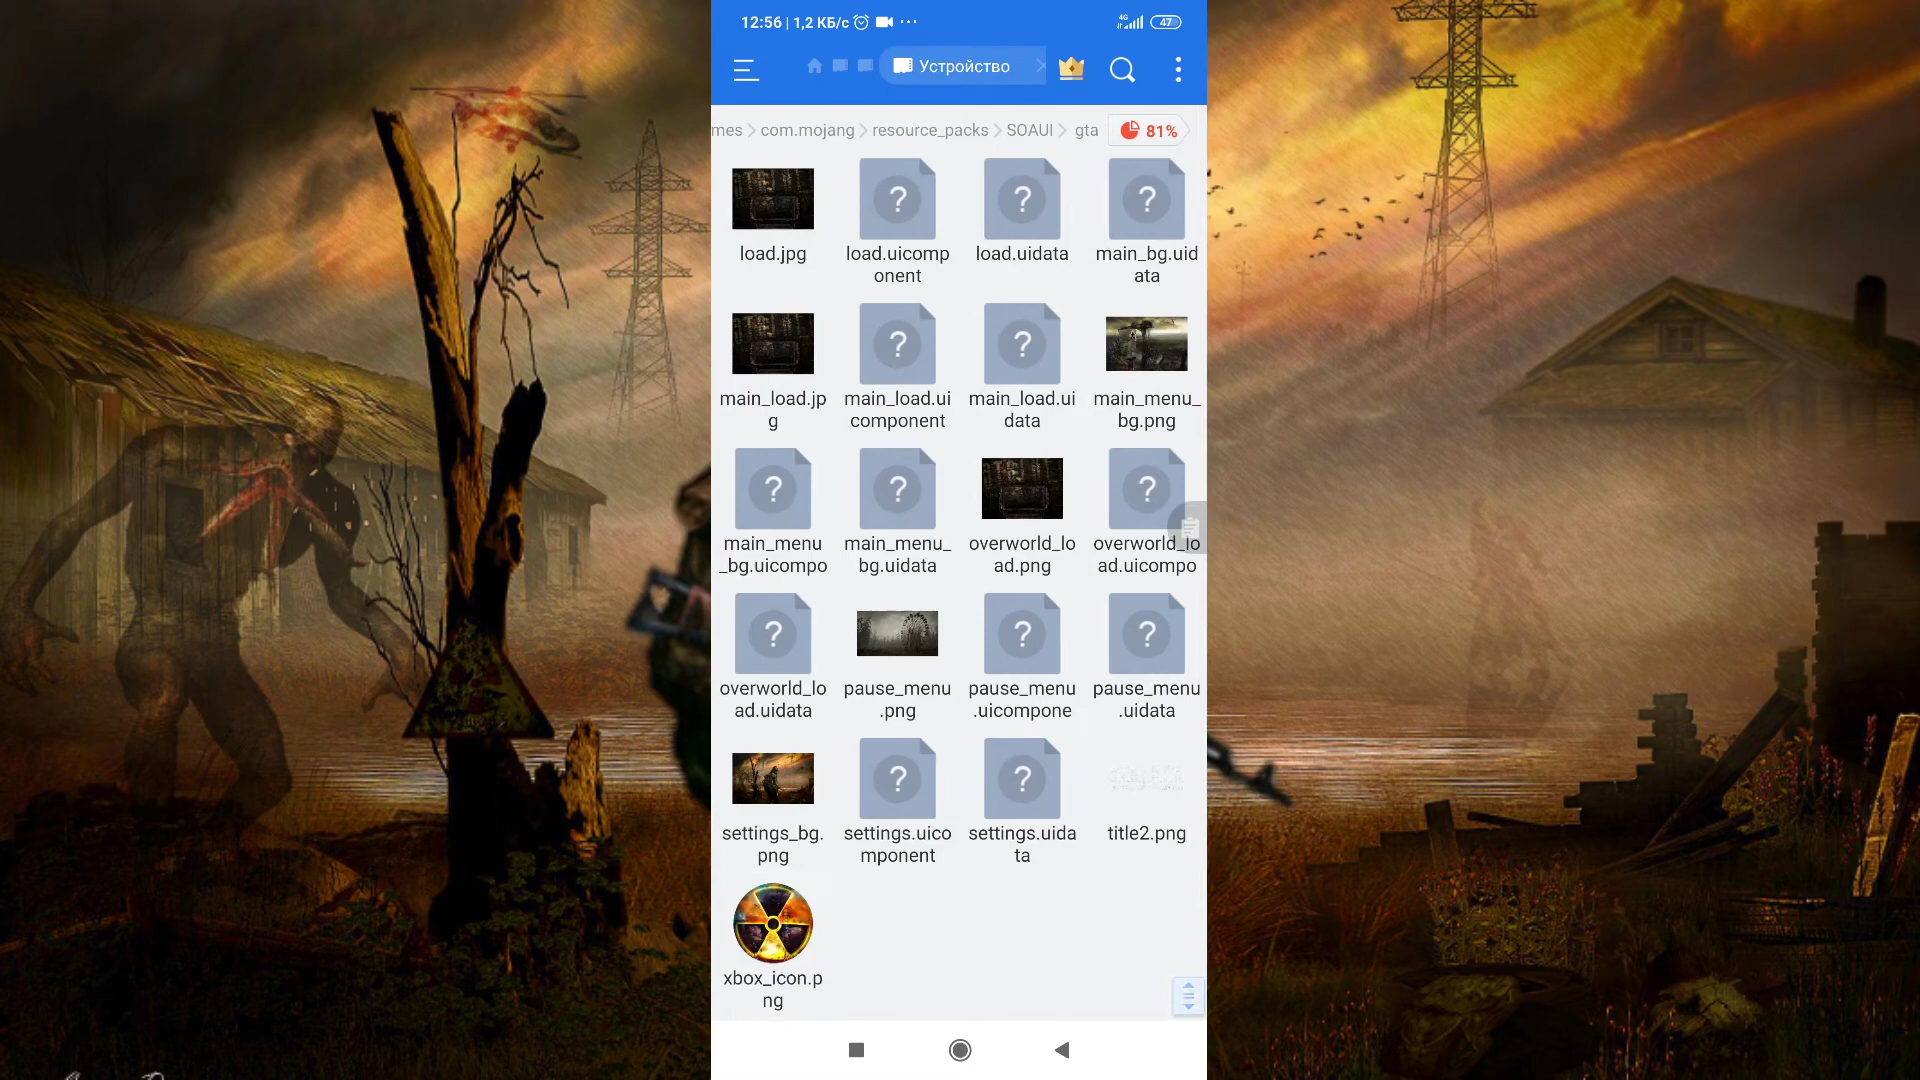 12:56 | 1,2 КБ/с ...
4G 47
Устройство
mes com.mojang resource_packs SOAUI gta 81%
load.jpg
load.uicomp
onent
load.uidata
main_bg.uid
ata
main_load.jp
g
main_load.ui
component
main_load.ui
data
main_menu_
bg.png
main_menu
_bg.uicompo
main_menu_
bg.uidata
overworld_lo
ad.png
overworld_lo
ad.uicompo
overworld_lo
ad.uidata
pause_menu
.png
pause_menu
.uicompone
pause_menu
.uidata
settings_bg.
png
settings.uico
mponent
settings.uida
ta
title2.png
xbox_icon.p
ng